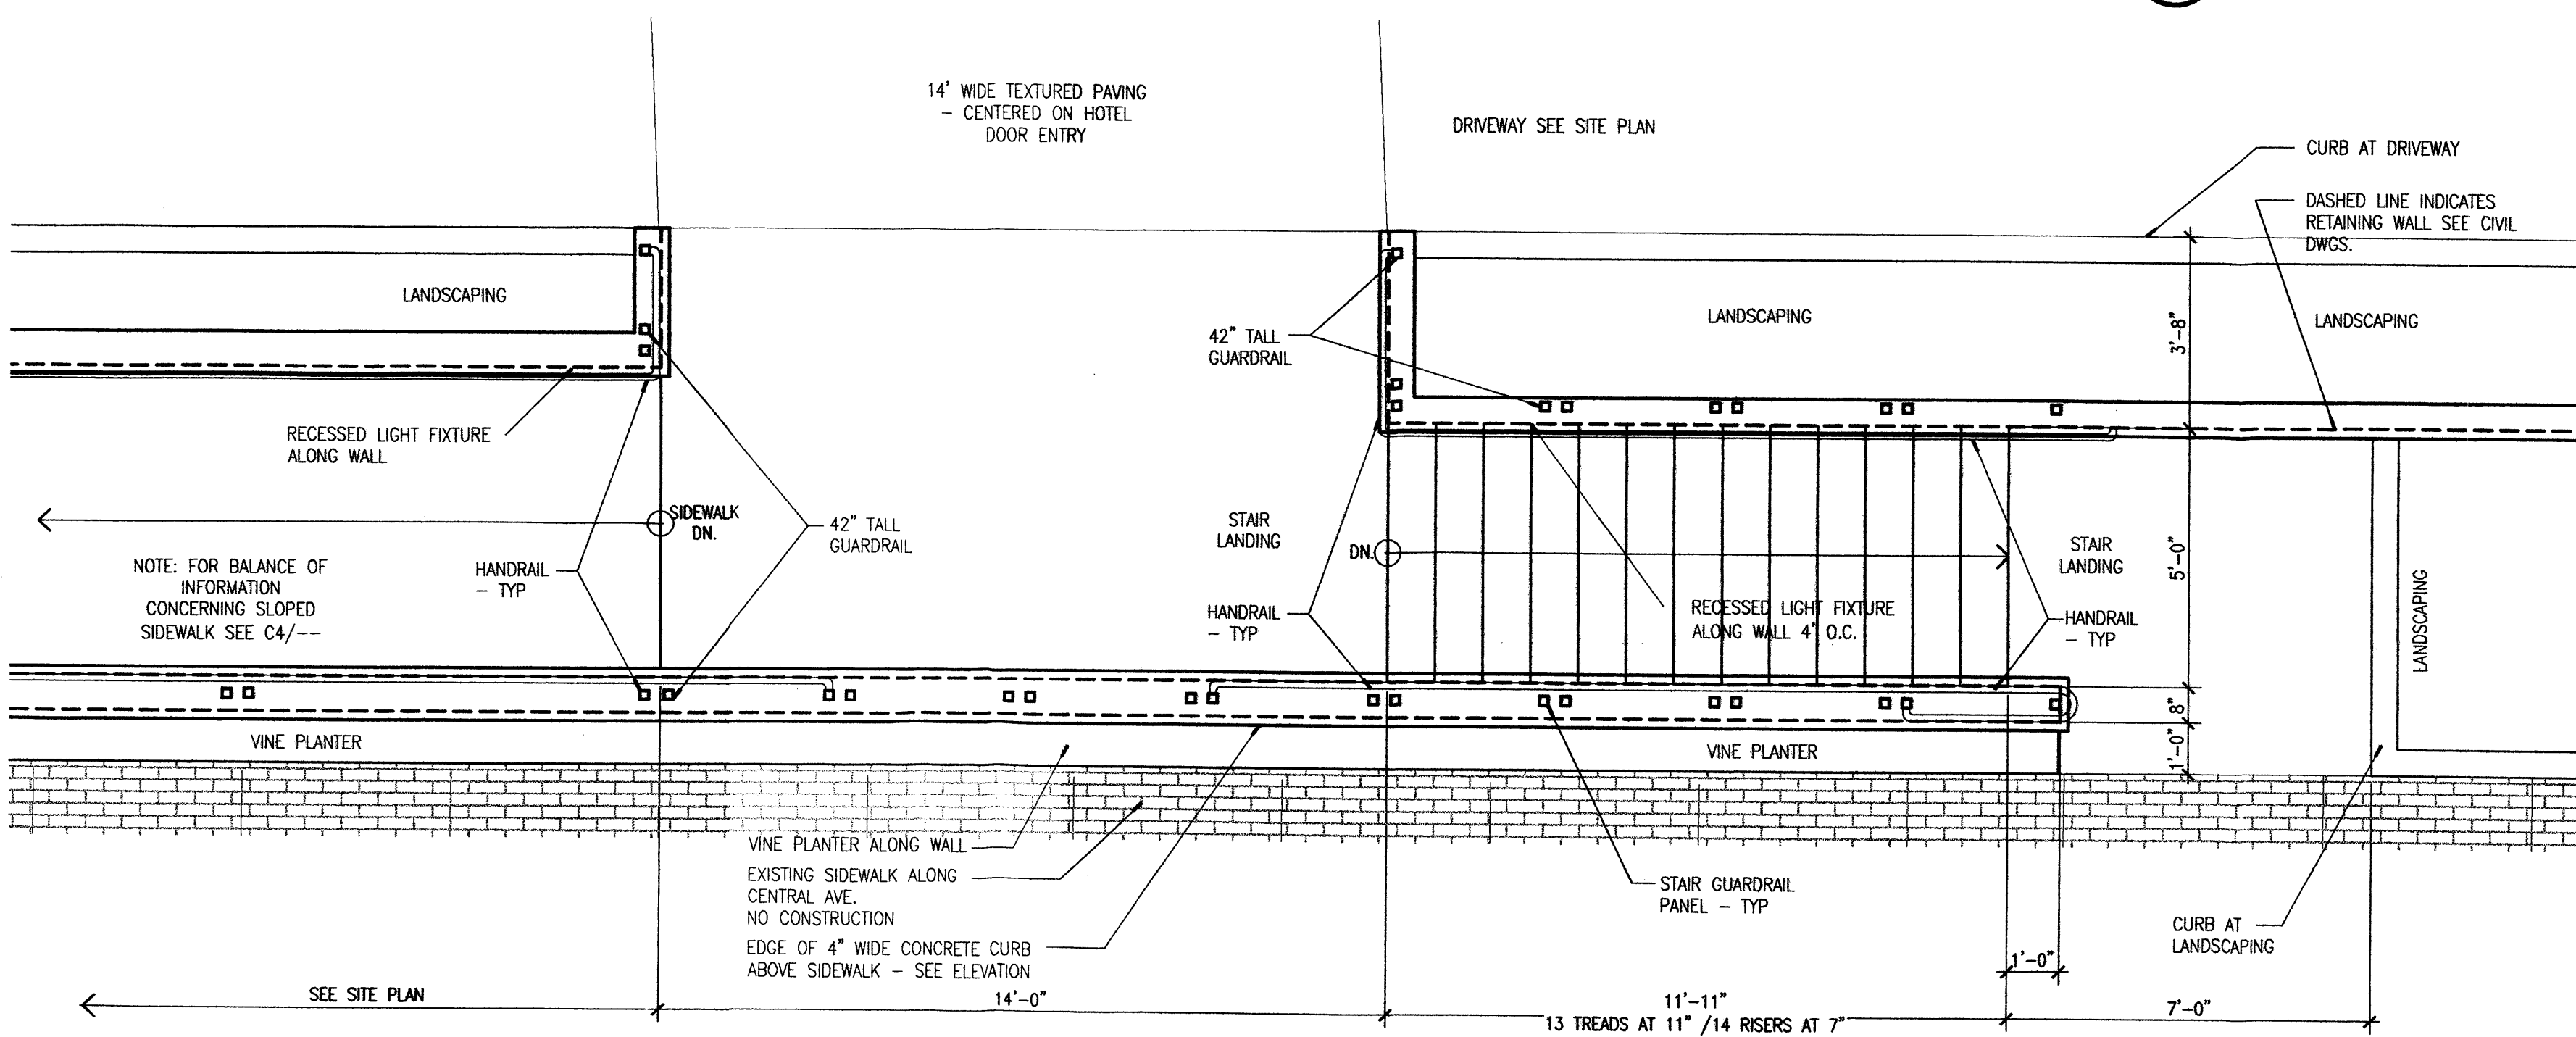 14' WIDE TEXTURED PAVING
- CENTERED ON HOTEL
DOOR ENTRY
DRIVEWAY SEE SITE PLAN
CURB AT DRIVEWAY
DASHED LINE INDICATES
RETAINING WALL SEE CIVIL
DWGS.
LANDSCAPING
LANDSCAPING
LANDSCAPING
3'-8"
42" TALL
GUARDRAIL
RECESSED LIGHT FIXTURE
ALONG WALL
SIDEWALK
DN.
42" TALL
GUARDRAIL
STAIR
LANDING
DN.
STAIR
LANDING
5'-0"
NOTE: FOR BALANCE OF
INFORMATION
CONCERNING SLOPED
SIDEWALK SEE C4/--
HANDRAIL
- TYP
HANDRAIL
- TYP
RECESSED LIGHT FIXTURE
ALONG WALL 4' O.C.
HANDRAIL
- TYP
LANDSCAPING
8"
1'-0"
VINE PLANTER
VINE PLANTER
VINE PLANTER ALONG WALL
EXISTING SIDEWALK ALONG
CENTRAL AVE.
NO CONSTRUCTION
EDGE OF 4" WIDE CONCRETE CURB
ABOVE SIDEWALK - SEE ELEVATION
STAIR GUARDRAIL
PANEL - TYP
CURB AT
LANDSCAPING
1'-0"
SEE SITE PLAN
14'-0"
11'-11"
13 TREADS AT 11" /14 RISERS AT 7"
7'-0"